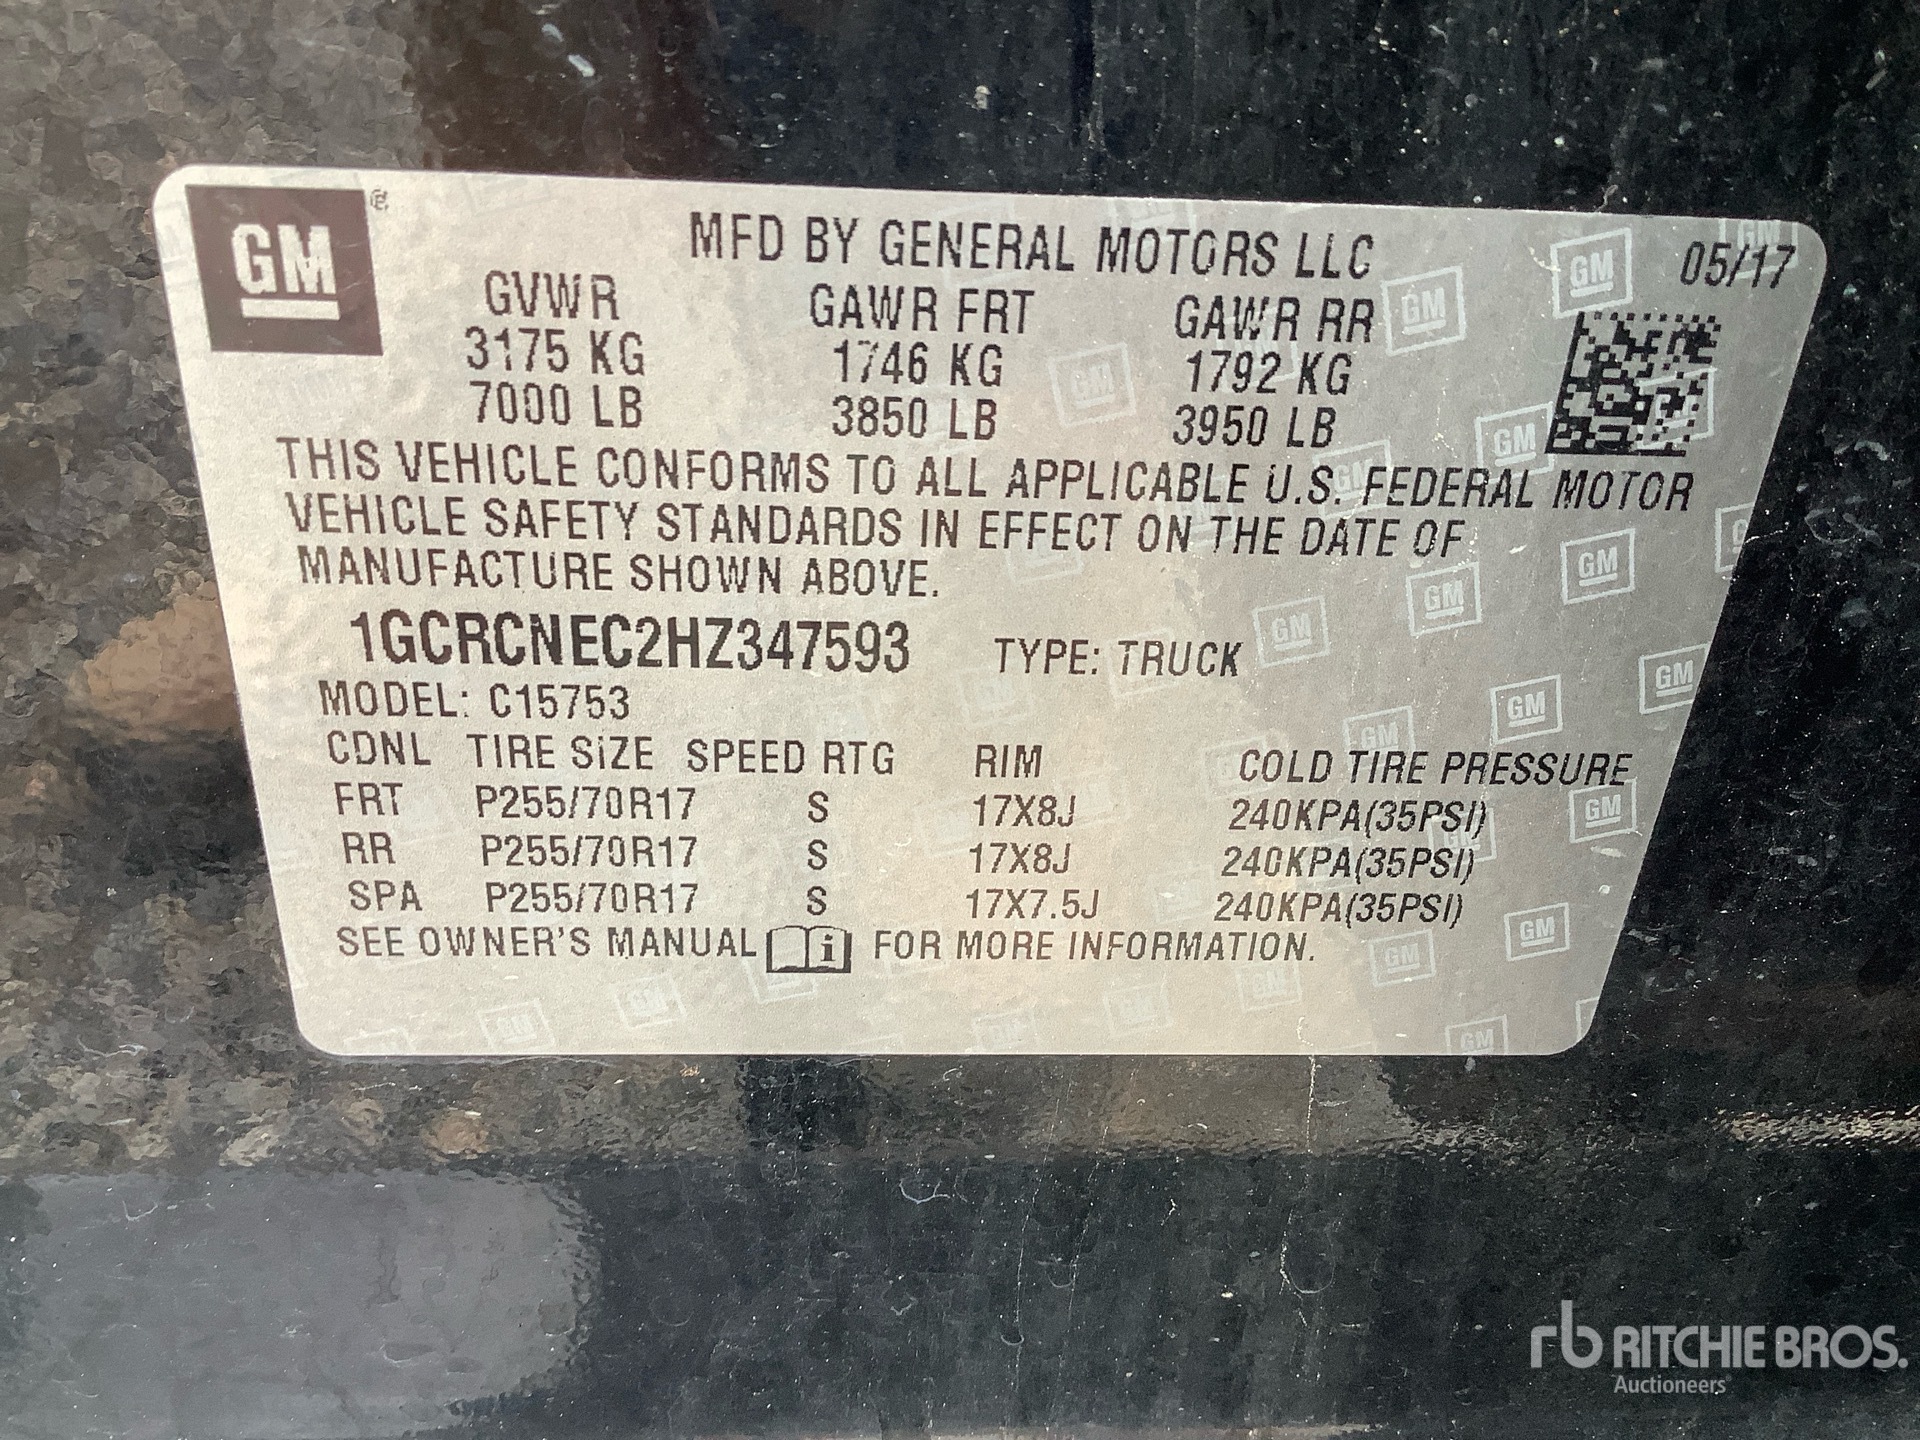 GM
MFD BY GENERAL MOTORS LLC 05/17
GVWR GAWR FRT GAWR RR
3175 KG 1746 KG 1792 KG
7000 LB 3850 LB 3950 LB
THIS VEHICLE CONFORMS TO ALL APPLICABLE U.S. FEDERAL MOTOR
VEHICLE SAFETY STANDARDS IN EFFECT ON THE DATE OF
MANUFACTURE SHOWN ABOVE.
1GCRCNEC2HZ347593 TYPE: TRUCK
MODEL: C15753
CDNL TIRE SIZE SPEED RTG RIM COLD TIRE PRESSURE
FRT P255/70R17 S 17X8J 240KPA(35PSI)
RR P255/70R17 S 17X8J 240KPA(35PSI)
SPA P255/70R17 S 17X7.5J 240KPA(35PSI)
SEE OWNER'S MANUAL i FOR MORE INFORMATION.
rb RITCHIE BROS.
Auctioneers